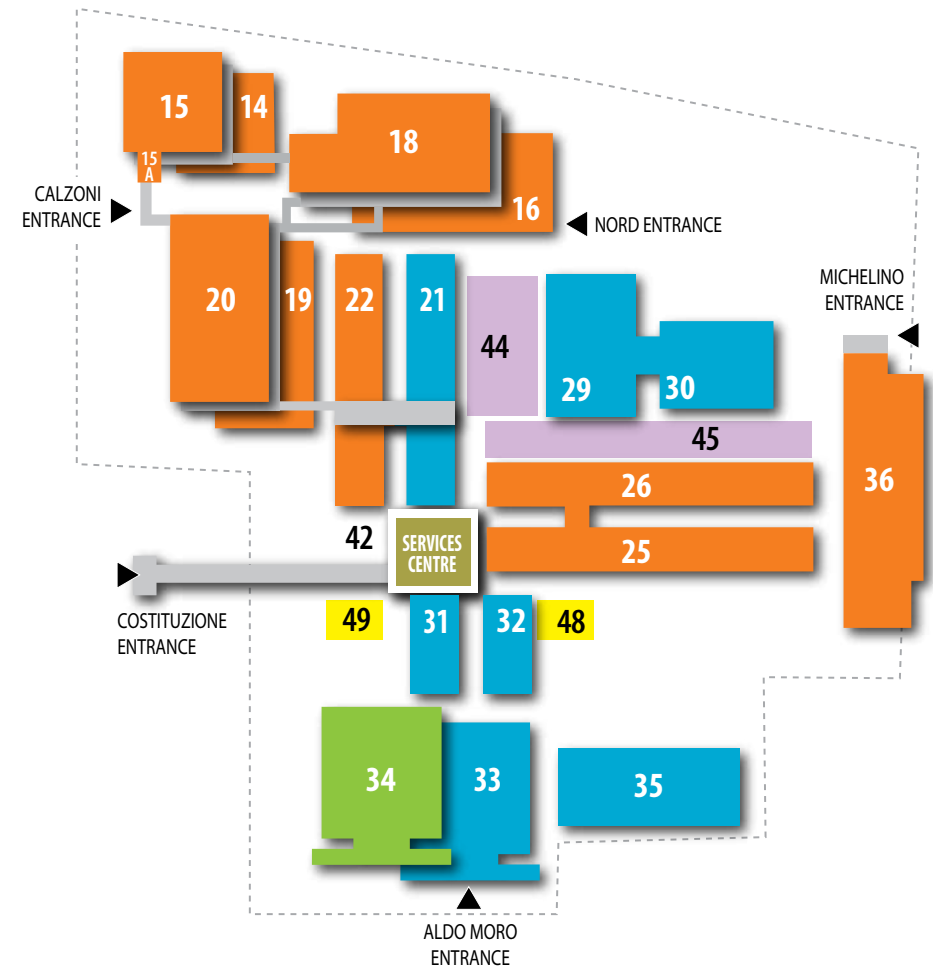 15
14
18
15
A
CALZONI
ENTRANCE
16
NORD ENTRANCE
MICHELINO
ENTRANCE
20
19
22
21
44
29
30
45
26
36
42
SERVICES
CENTRE
25
COSTITUZIONE
ENTRANCE
49
31
32
48
34
33
35
ALDO MORO
ENTRANCE